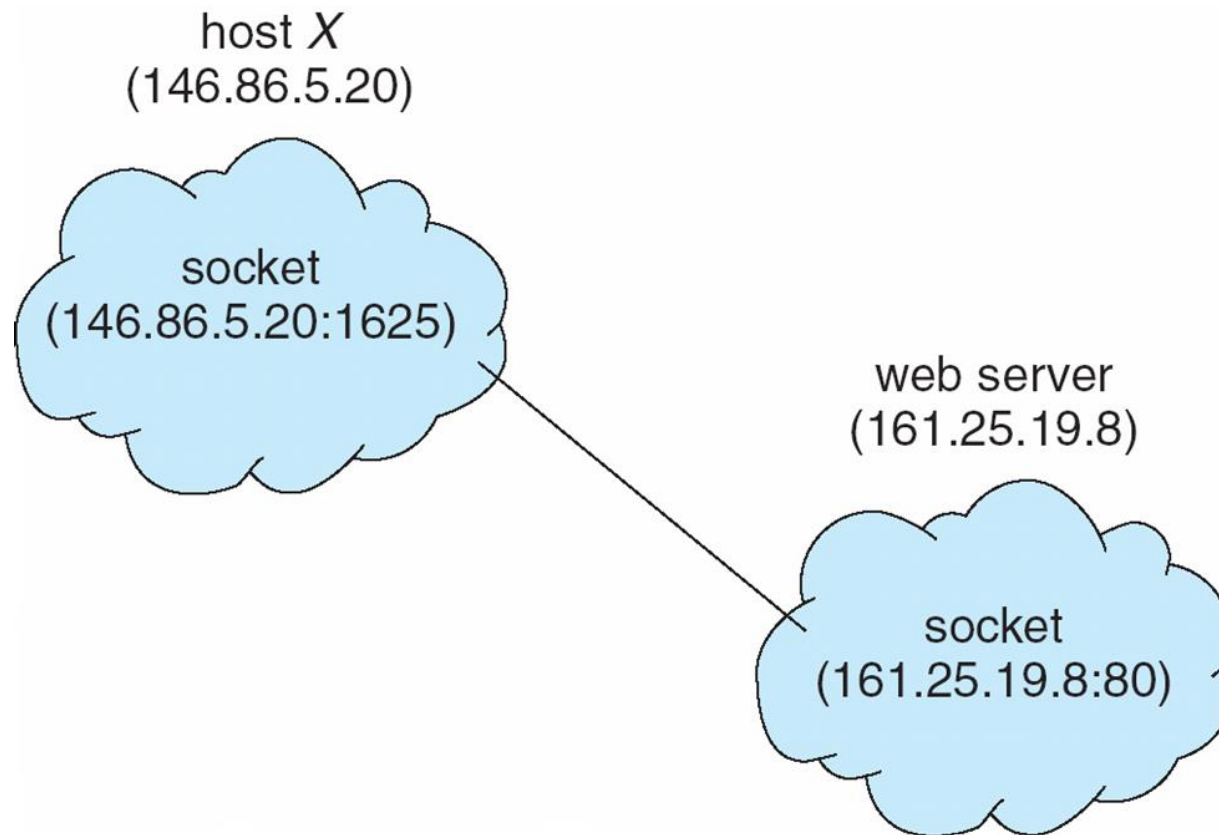 host X
(146.86.5.20)
socket
(146.86.5.20:1625)
web server
(161.25.19.8)
socket
(161.25.19.8:80)